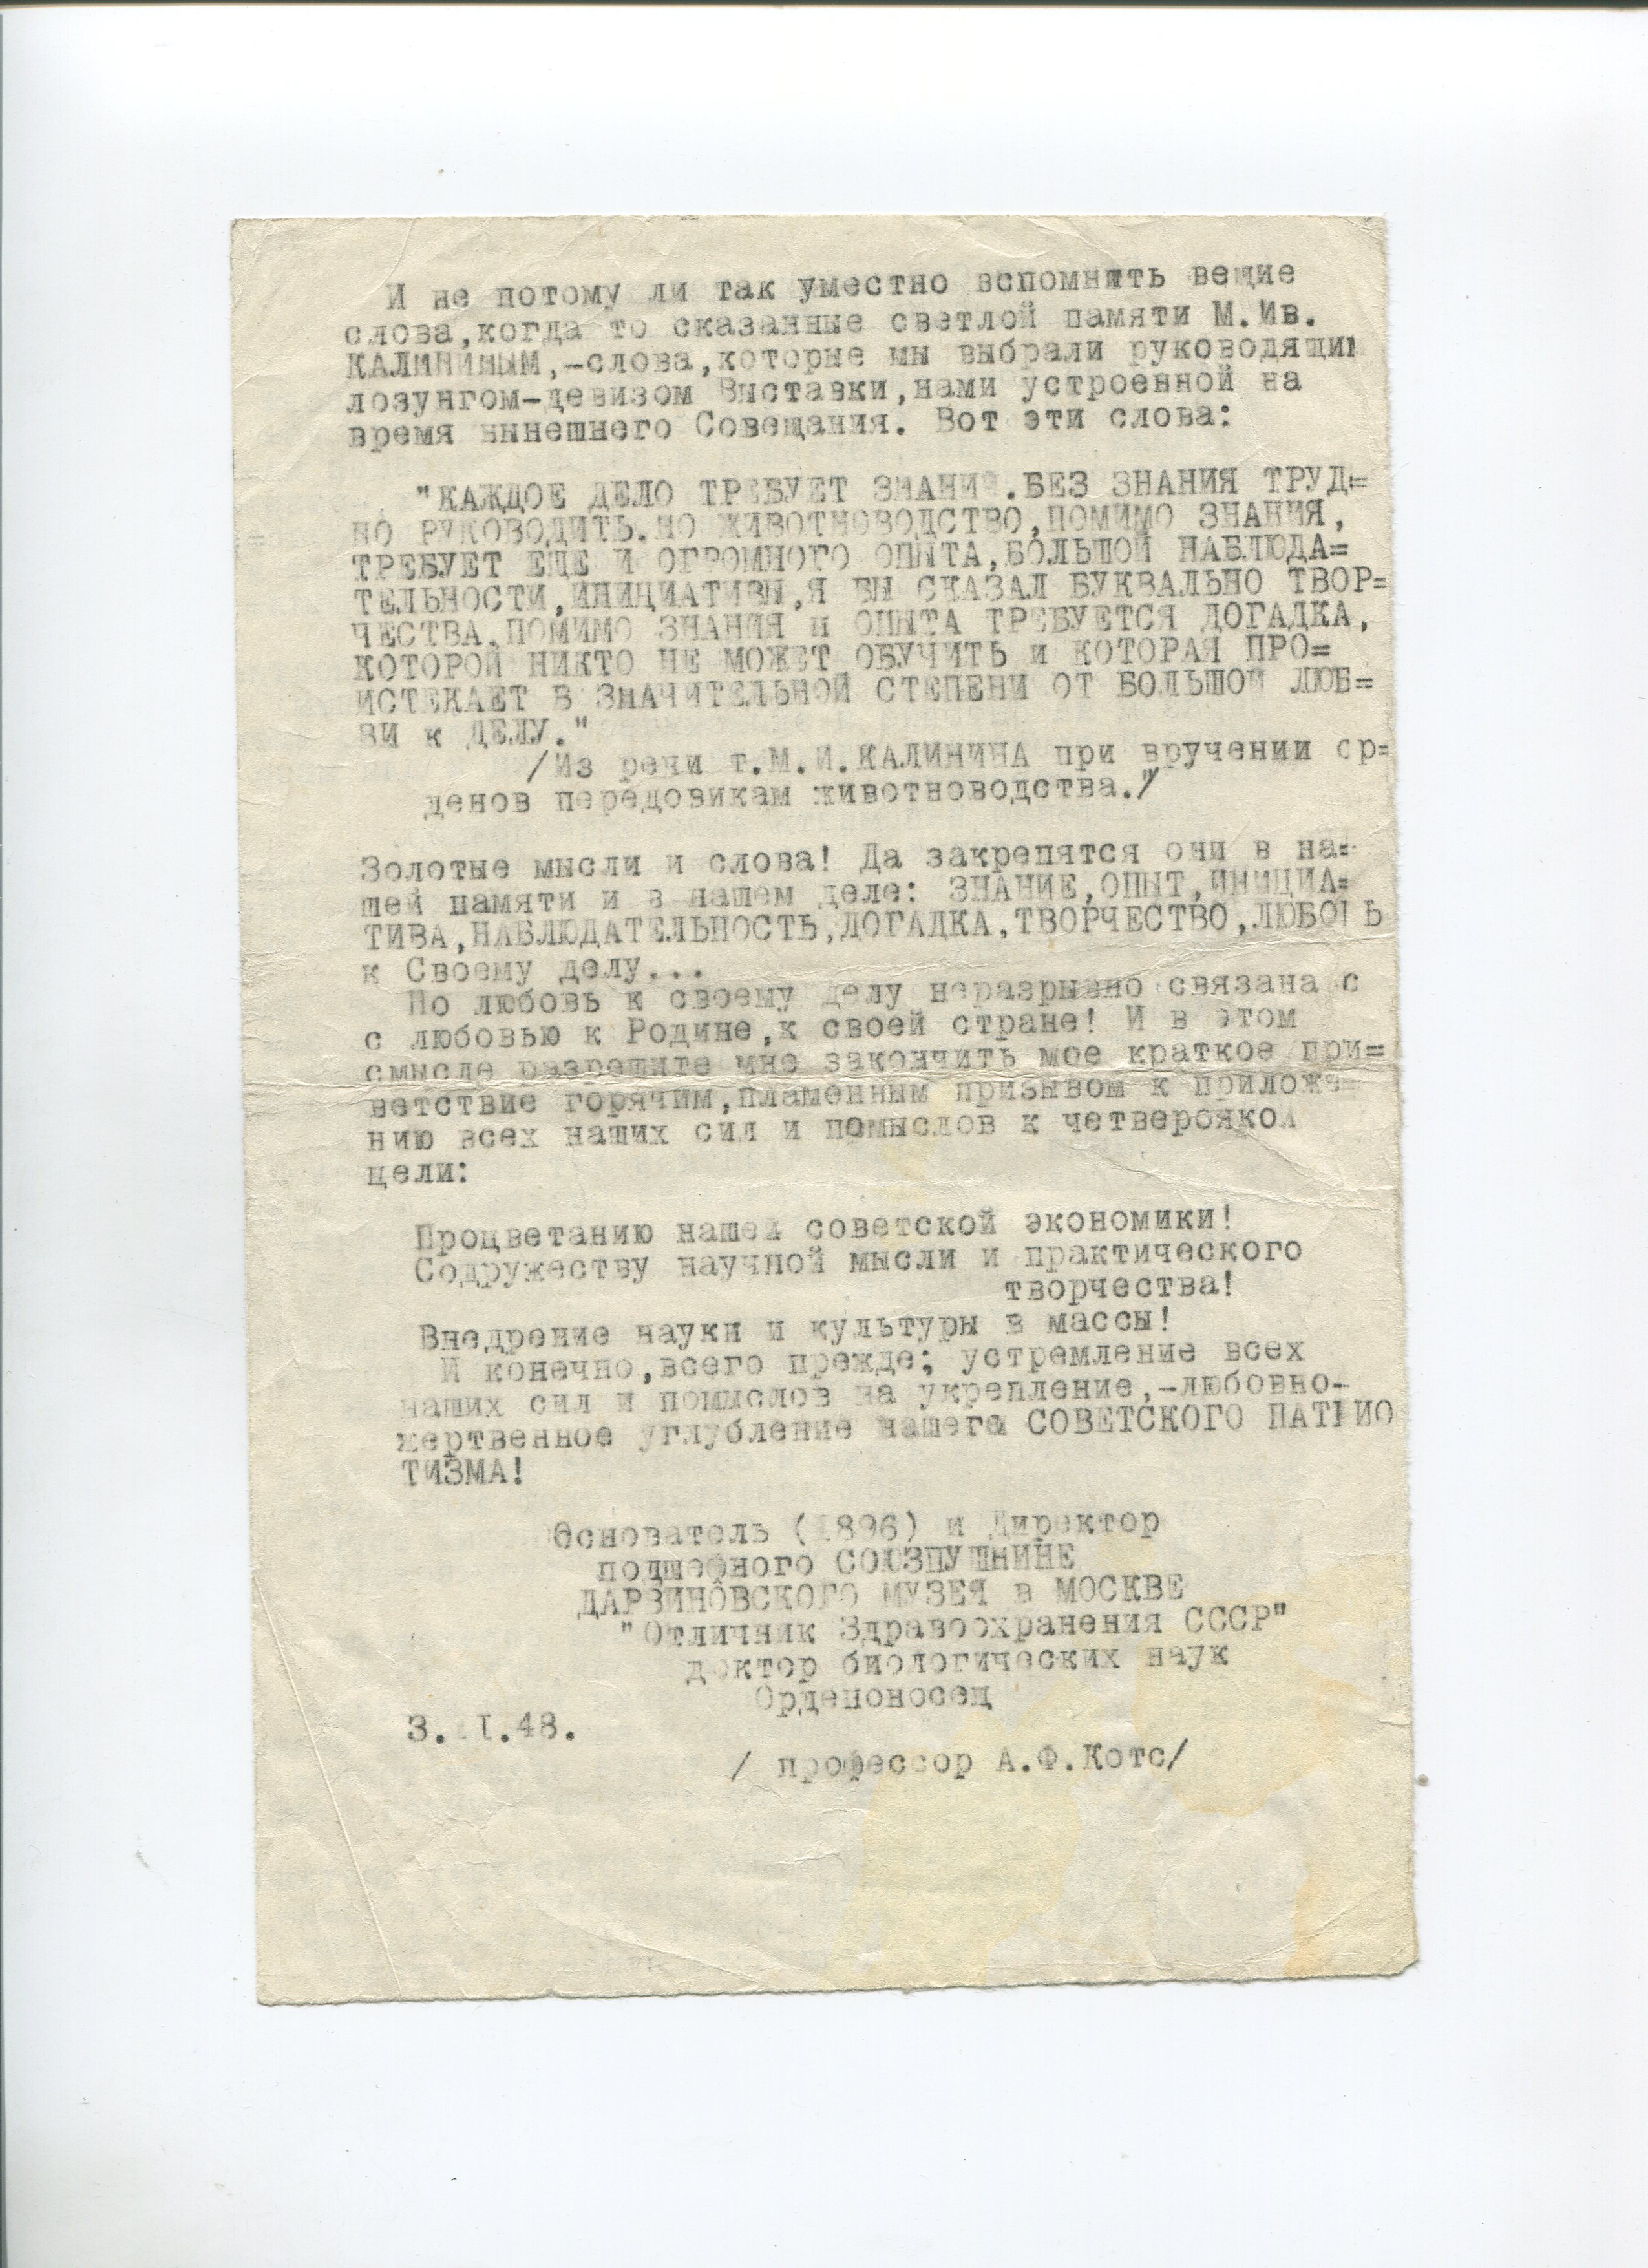 И не потому ли так уместно вспомнить вещие
слова,когда то сказанные светлой памяти М.Ив.
КАЛИНИНЫМ,-слова,которые мы выбрали руководящим
лозунгом-девизом Выставки,нами устроенной на
время нынешнего Совещания. Вот эти слова:
"КАЖДОЕ ДЕЛО ТРЕБУЕТ ЗНАНИЯ.БЕЗ ЗНАНИЯ ТРУД=
НО РУКОВОДИТЬ.НО ЖИВОТНОВОДСТВО,ПОМИМО ЗНАНИЯ,
ТРЕБУЕТ ЕЩЕ И ОГРОМНОГО ОПЫТА,БОЛЬШОЙ НАБЛЮДА=
ТЕЛЬНОСТИ,ИНИЦИАТИВЫ,Я БЫ СКАЗАЛ БУКВАЛЬНО ТВОР=
ЧЕСТВА.ПОМИМО ЗНАНИЯ и ОПЫТА ТРЕБУЕТСЯ ДОГАДКА,
КОТОРОЙ НИКТО НЕ МОЖЕТ ОБУЧИТЬ и КОТОРАЯ ПРО=
ИСТЕКАЕТ В ЗНАЧИТЕЛЬНОЙ СТЕПЕНИ ОТ БОЛЬШОЙ ЛЮБ=
ВИ к ДЕЛУ."
/Из речи т.М.И.КАЛИНИНА при вручении ор=
денов передовикам животноводства."/
Золотые мысли и слова! Да закрепятся они в на=
шей памяти и в нашем деле: ЗНАНИЕ,ОПЫТ,ИНИЦИА=
ТИВА,НАБЛЮДАТЕЛЬНОСТЬ,ДОГАДКА,ТВОРЧЕСТВО,ЛЮБОВЬ
к Своему делу...
Но любовь к своему делу неразрывно связана с
с любовью к Родине,к своей стране! И в этом
смысле разрешите мне закончить мое краткое при=
ветствие горячим,пламенным призывом к приложе=
нию всех наших сил и помыслов к четвероякой
цели:
Процветанию нашей советской экономики!
Содружеству научной мысли и практического
творчества!
Внедрение науки и культуры в массы!
И конечно,всего прежде; устремление всех
наших сил и помыслов на укрепление,-любовно-
жертвенное углубление нашего СОВЕТСКОГО ПАТРИО
ТИЗМА!
Основатель (1896) и Директор
подшефного СОЮЗПУШНИНЕ
ДАРВИНОВСКОГО МУЗЕЯ в МОСКВЕ
"Отличник Здравоохранения СССР"
доктор биологических наук
Орденоносец
3. I.48.
/ профессор А.Ф.Котс/